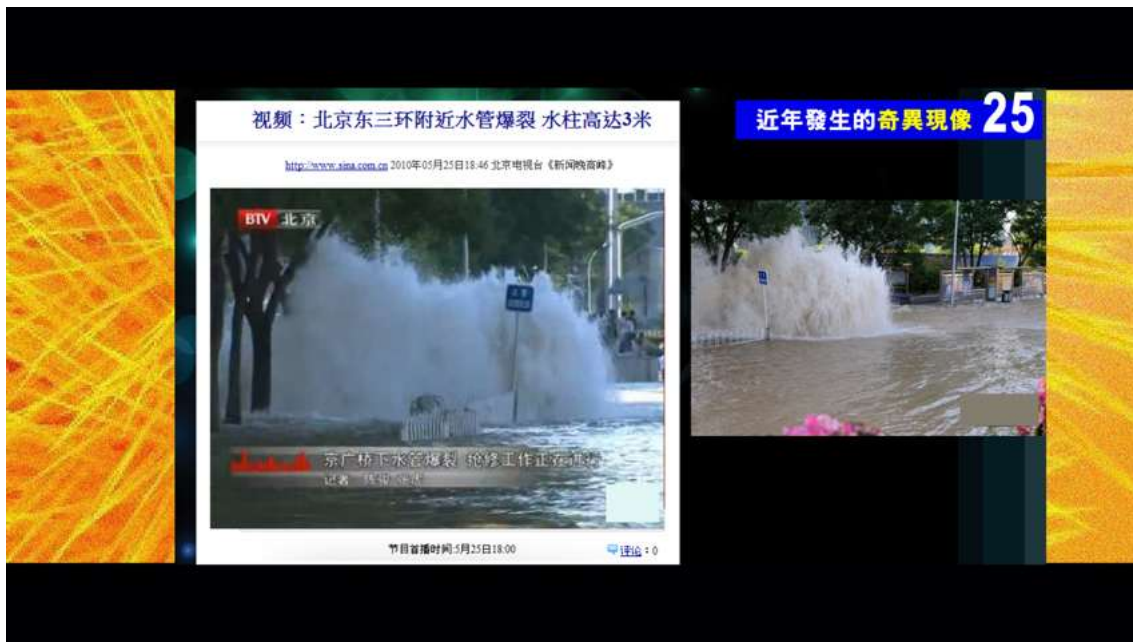 视频：北京东三环附近水管爆裂 水柱高达3米
http://www.sina.com.cn 2010年05月25日18:46 北京电视台《新闻晚高峰》
BTV 北京
京广桥下水管爆裂 抢修工作正在进行
记者
节目首播时间:5月25日18:00
评论：0
近年發生的奇異現像 25